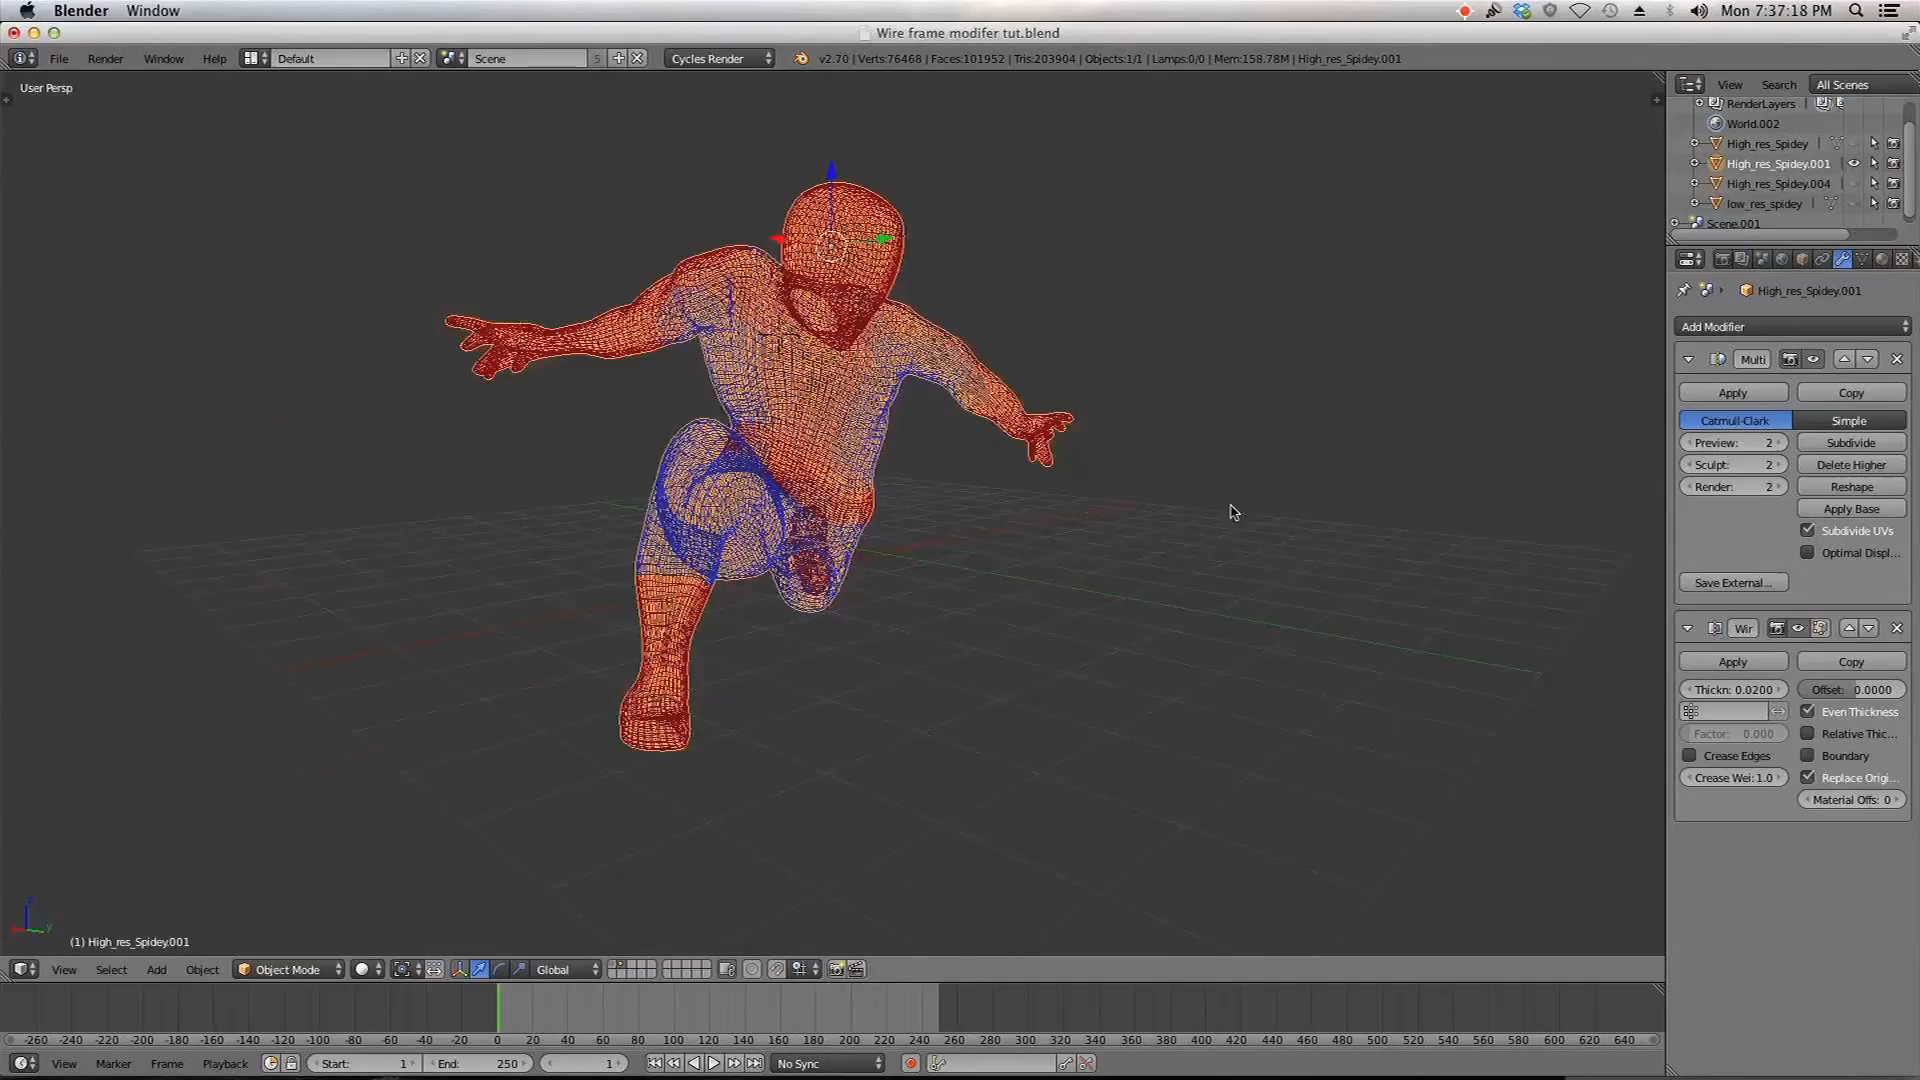 Blender Window Mon 7:37:18 PM
Wire frame modifer tut.blend
File Render Window Help Default Scene 5 Cycles Render v2.70 | Verts:76468 | Faces:101952 | Tris:203904 | Objects:1/1 | Lamps:0/0 | Mem:158.78M | High_res_Spidey.001
User Persp
View Search All Scenes
RenderLayers
World.002
High_res_Spidey
High_res_Spidey.001
High_res_Spidey.004
low_res_spidey
Scene.001
High_res_Spidey.001
Add Modifier
Multi
Apply Copy
Catmull-Clark Simple
Preview: 2 Subdivide
Sculpt: 2 Delete Higher
Render: 2 Reshape
Apply Base
Subdivide UVs
Optimal Displ...
Save External...
Wir
Apply Copy
Thickn: 0.0200 Offset: 0.0000
Even Thickness
Factor: 0.000 Relative Thic...
Crease Edges Boundary
Crease Wei: 1.0 Replace Origi...
Material Offs: 0
(1) High_res_Spidey.001
View Select Add Object Object Mode Global
-260 -240 -220 -200 -180 -160 -140 -120 -100 -80 -60 -40 -20 0 20 40 60 80 100 120 140 160 180 200 220 240 260 280 300 320 340 360 380 400 420 440 460 480 500 520 540 560 580 600 620 640
View Marker Frame Playback Start: 1 End: 250 1 No Sync